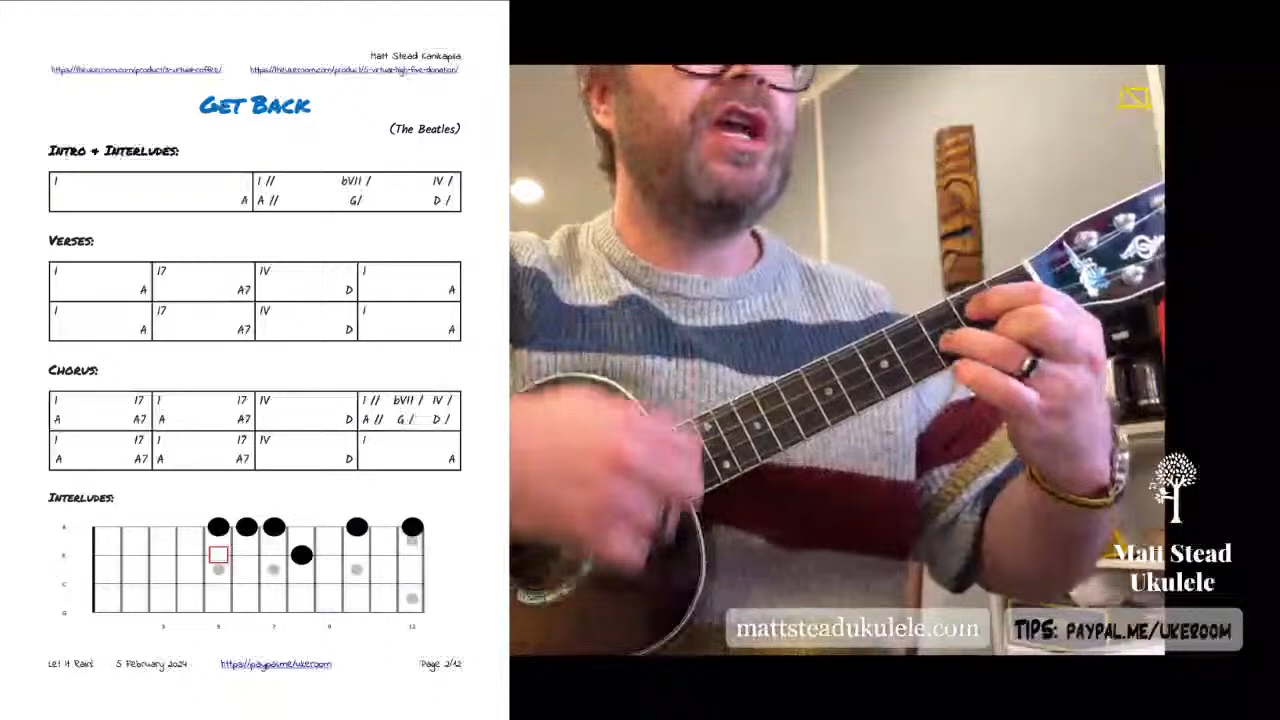 Matt Stead Kanikapila
https://theukeroom.com/product/3-virtual-coffee/ https://theukeroom.com/product/5-virtual-high-five-donation/
GET BACK
(The Beatles)
INTRO & INTERLUDES:
I I // bVII / IV /
A A // G/ D /
VERSES:
I I7 IV I
A A7 D A
I I7 IV I
A A7 D A
CHORUS:
I I7 I I7 IV I // bVII / IV /
A A7 A A7 D A // G / D /
I I7 I I7 IV I
A A7 A A7 D A
INTERLUDES:
A
E
C
G
3 5 7 9 12
Let It Rain! 5 February 2024 https://paypal.me/ukeroom Page 2/12
Matt Stead
Ukulele
mattsteadukulele.com
TIPS: PAYPAL.ME/UKEROOM